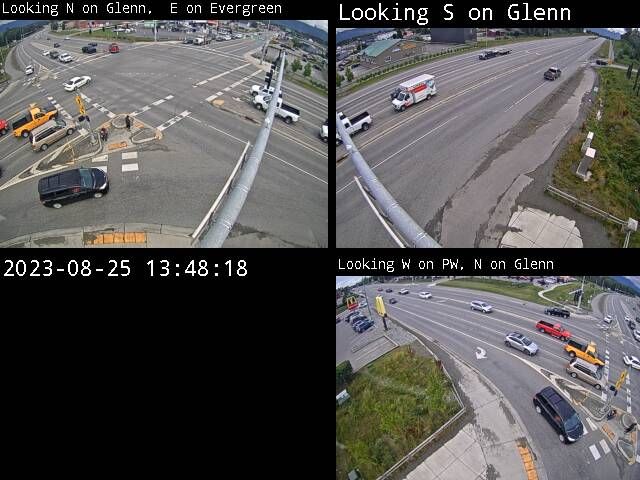 Looking N on Glenn,  E on Evergreen
Looking S on Glenn
2023-08-25 13:48:18
Looking W on PW, N on Glenn